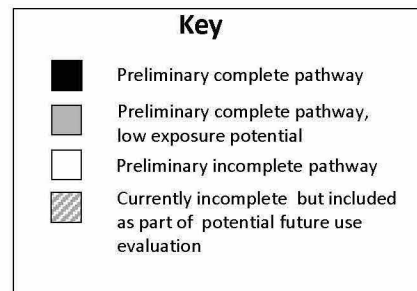 Key
Preliminary complete pathway
Preliminary complete pathway,
low exposure potential
Preliminary incomplete pathway
Currently incomplete but included
as part of potential future use
evaluation